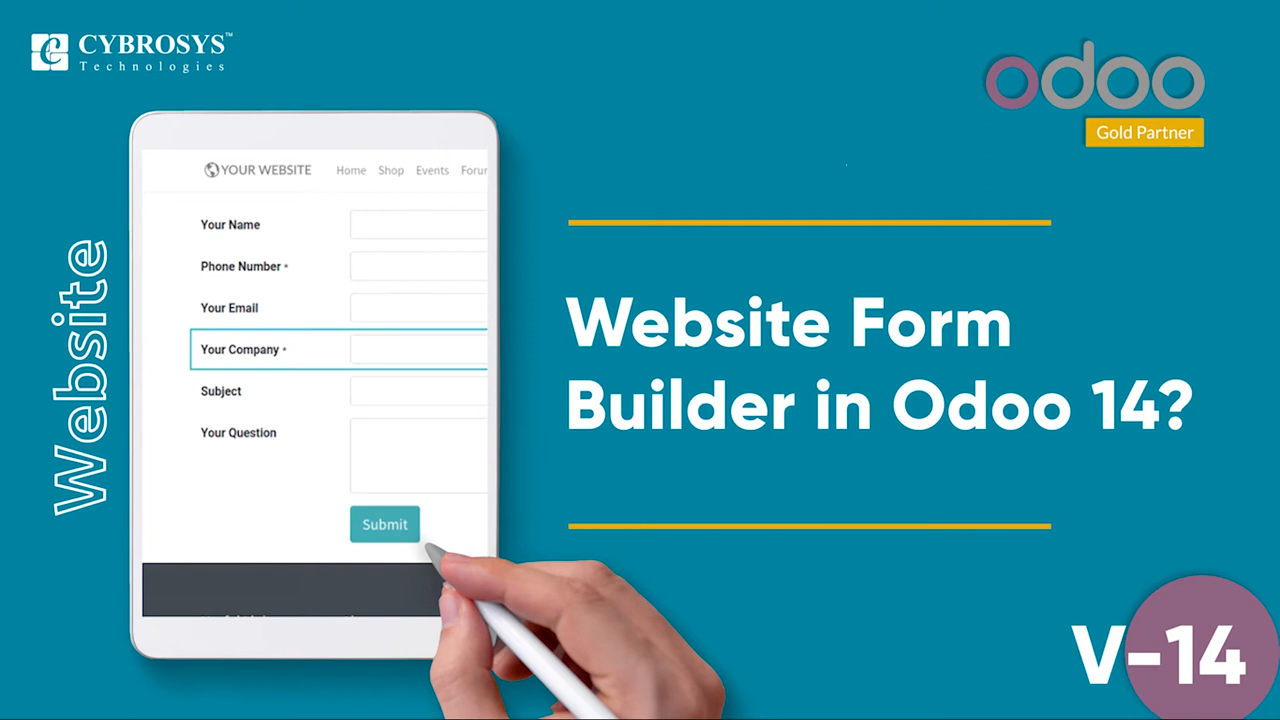 CYBROSYS™
Technologies
odoo
Gold Partner
Website
YOUR WEBSITE Home Shop Events
Your Name
Phone Number *
Your Email
Your Company *
Subject
Your Question
Submit
Website Form
Builder in Odoo 14?
V-14